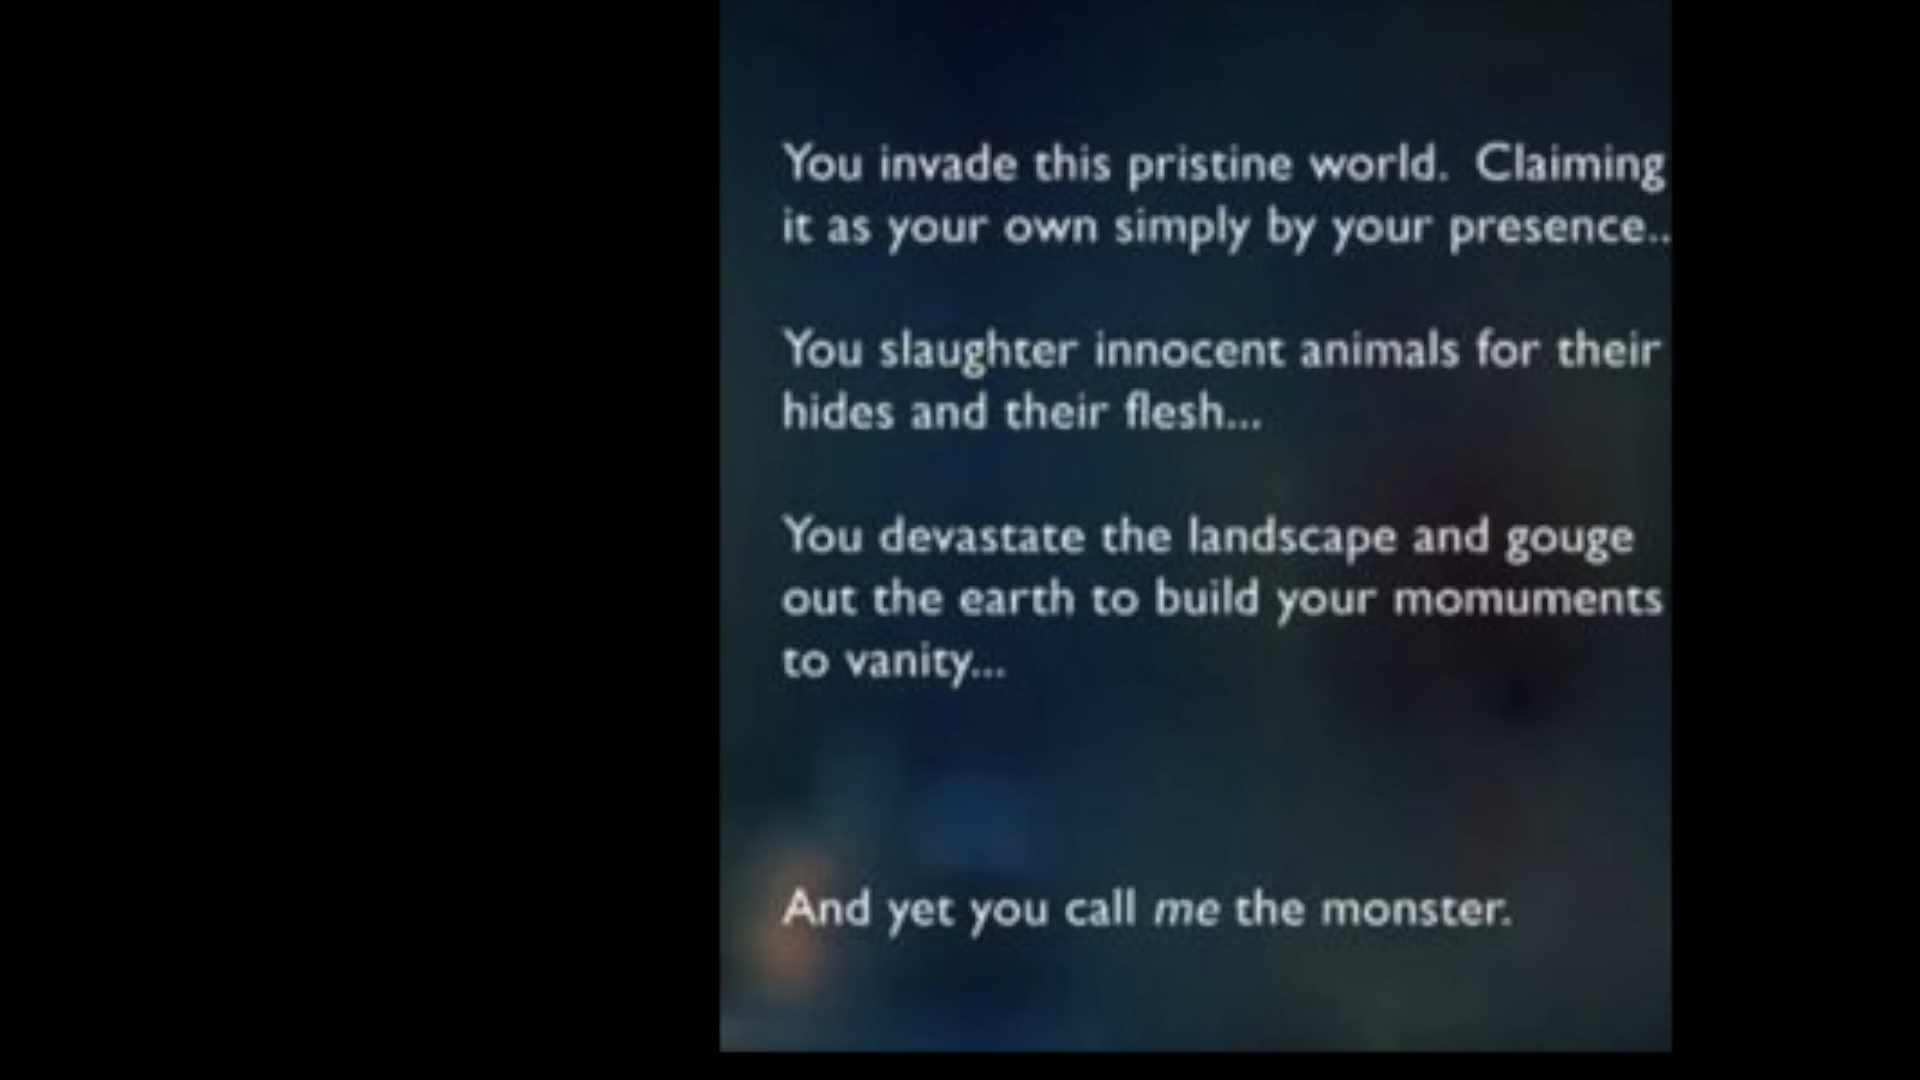 You invade this pristine world.  Claiming
it as your own simply by your presence..
You slaughter innocent animals for their
hides and their flesh...
You devastate the landscape and gouge
out the earth to build your momuments
to vanity...
And yet you call me the monster.